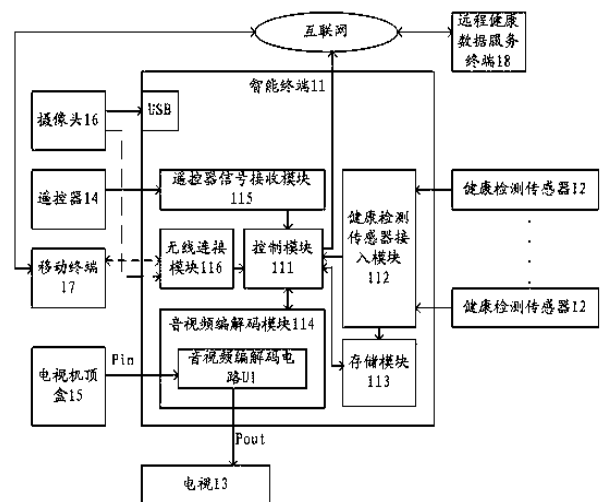 互联网
远程健康
数据服务
终端18
智能终端11
摄像头16
USB
遥控器14
遥控器信号接收模块
115
健康检测
传感器接
入模块
112
健康检测传感器12
移动终端
17
无线连接
模块116
控制模块
111
健康检测传感器12
音视频编解码模块114
音视频编解码电
路U1
存储模块
113
电视机顶
盒15
Pin
Pout
电视13